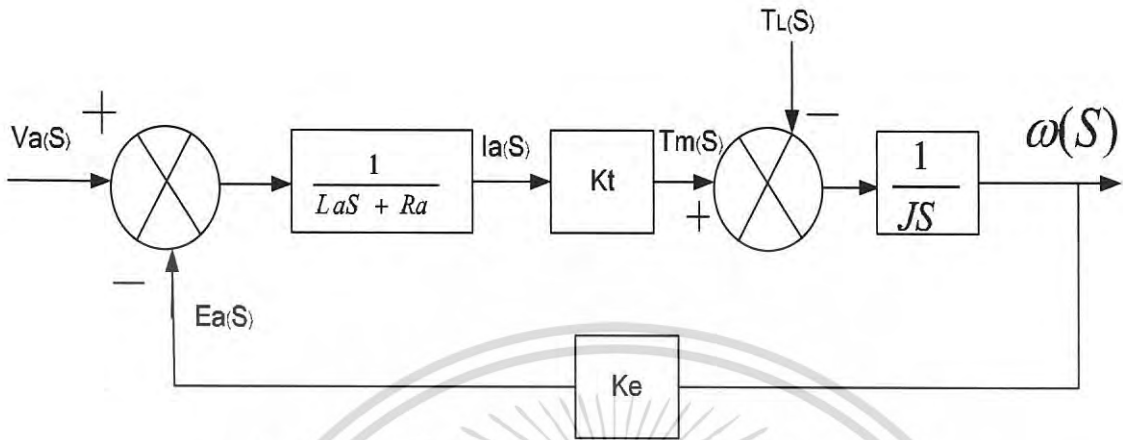 TL(S)
+
−
ω(S)
Va(S)
1
LaS + Ra
Ia(S)
Kt
Tm(S)
+
1
JS
−
Ea(S)
Ke